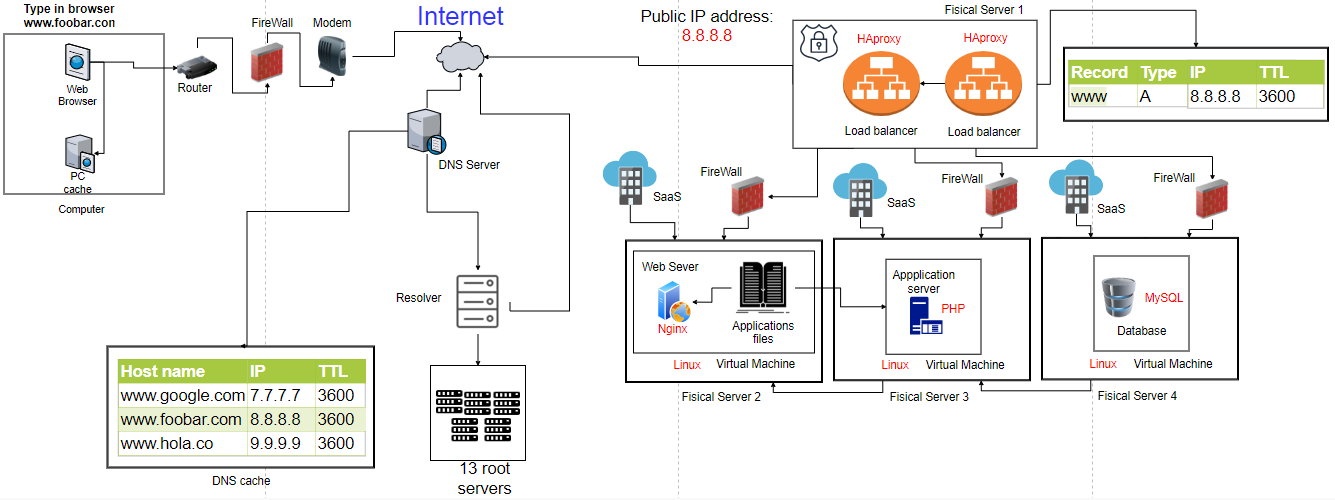 Type in browser
www.foobar.con
Web
Browser
PC
cache
Computer
Router
FireWall
Modem
Internet
DNS Server
Resolver
13 root
servers
Host name IP TTL
www.google.com 7.7.7.7 3600
www.foobar.com 8.8.8.8 3600
www.hola.co 9.9.9.9 3600
DNS cache
Public IP address:
8.8.8.8
Fisical Server 1
HAproxy
Load balancer
HAproxy
Load balancer
Record Type IP TTL
www A 8.8.8.8 3600
SaaS
FireWall
Web Sever
Nginx
Applications
files
Linux Virtual Machine
Fisical Server 2
SaaS
FireWall
Appplication
server
PHP
Linux Virtual Machine
Fisical Server 3
SaaS
FireWall
MySQL
Database
Linux Virtual Machine
Fisical Server 4